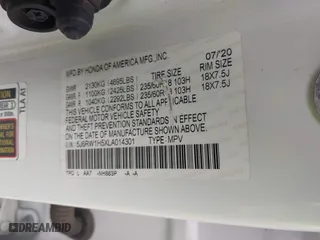 MFD.BY HONDA OF AMERICA MFG., INC. 07/20
TIRE SIZE RIM SIZE
GVWR 2130KG (4695LBS)
GAWR F 1100KG (2425LBS) 235/60R18 103H 18X7.5J
GAWR R 1040KG (2292LBS) 235/60R18 103H 18X7.5J
THIS VEHICLE CONFORMS TO ALL APPLICABLE
FEDERAL MOTOR VEHICLE SAFETY AND
THEFT PREVENTION STANDARDS IN EFFECT
ON THE DATE OF MANUFACTURE SHOWN ABOVE.
5J6RW1H5XLA014301 TYPE: MPV
TLA A1
BIDFAX